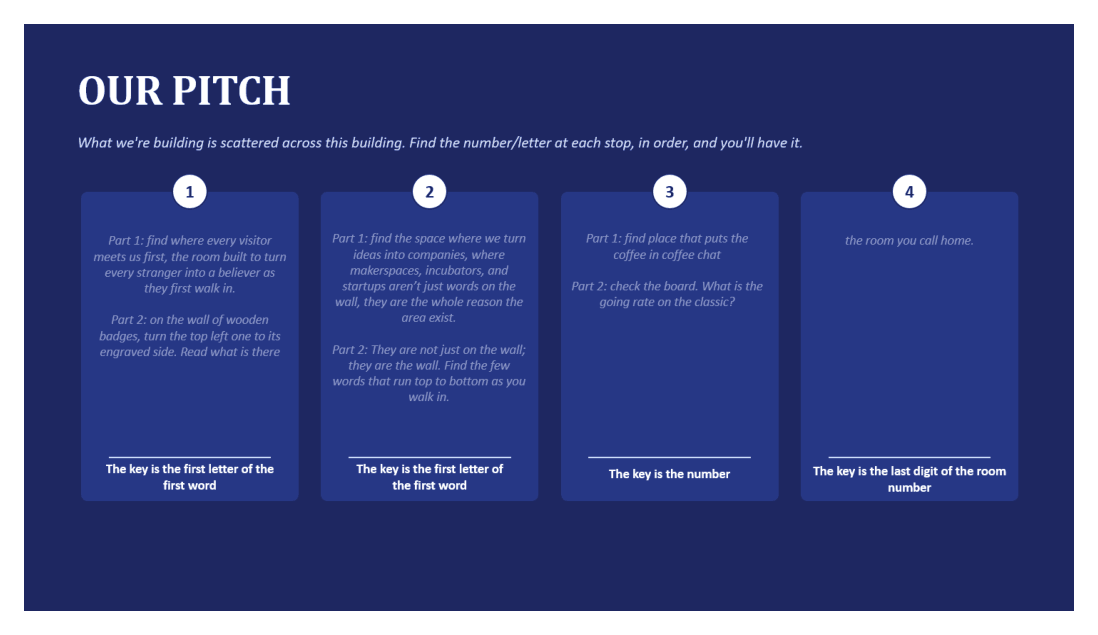 OUR PITCH
What we're building is scattered across this building. Find the number/letter at each stop, in order, and you'll have it.
1
Part 1: find where every visitor
meets us first, the room built to turn
every stranger into a believer as
they first walk in.
Part 2: on the wall of wooden
badges, turn the top left one to its
engraved side. Read what is there
The key is the first letter of the
first word
2
Part 1: find the space where we turn
ideas into companies, where
makerspaces, incubators, and
startups aren't just words on the
wall, they are the whole reason the
area exist.
Part 2: They are not just on the wall;
they are the wall. Find the few
words that run top to bottom as you
walk in.
The key is the first letter of
the first word
3
Part 1: find place that puts the
coffee in coffee chat
Part 2: check the board. What is the
going rate on the classic?
The key is the number
4
the room you call home.
The key is the last digit of the room
number